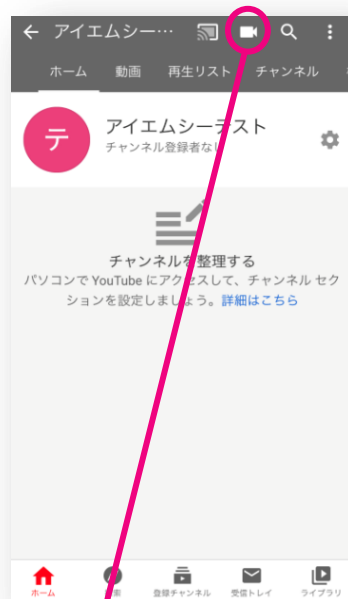 アイエムシー…
ホーム 動画 再生リスト チャンネル
テ
アイエムシーテスト
チャンネル登録者な
チャンネルを整理する
パソコンで YouTube にアクセスして、チャンネル セク
ションを設定しましょう。詳細はこちら
ホーム 登録チャンネル 受信トレイ ライブラリ